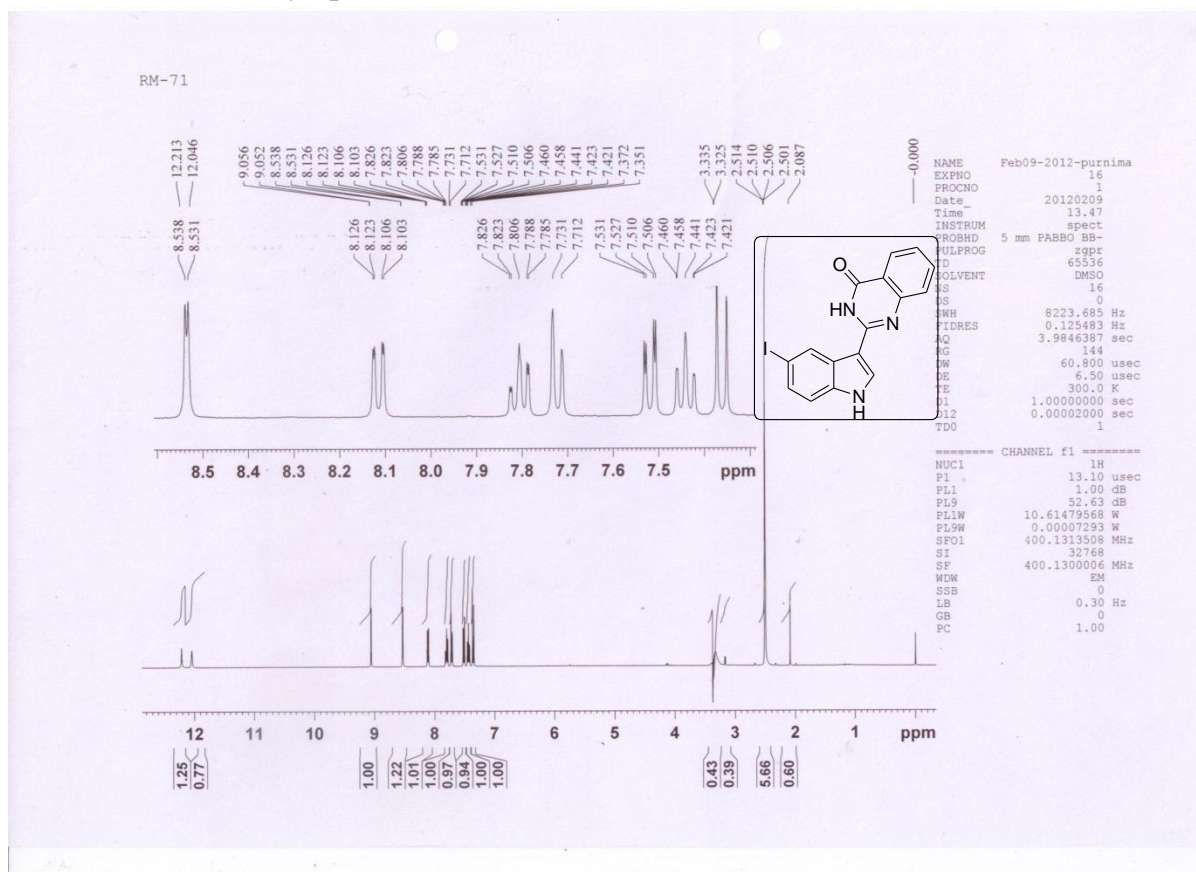 RM-71
12.213
12.046
9.056
9.052
8.538
8.531
8.126
8.123
8.106
8.103
7.826
7.823
7.806
7.788
7.785
7.731
7.712
7.531
7.527
7.510
7.506
7.460
7.458
7.441
7.423
7.421
7.372
7.351
3.335
3.325
2.514
2.510
2.506
2.501
2.087
-0.000
8.538
8.531
8.126
8.123
8.106
8.103
7.826
7.823
7.806
7.788
7.785
7.731
7.712
7.531
7.527
7.510
7.506
7.460
7.458
7.441
7.423
7.421
8.5 8.4 8.3 8.2 8.1 8.0 7.9 7.8 7.7 7.6 7.5 ppm
12 11 10 9 8 7 6 5 4 3 2 1 ppm
1.25
0.77
1.00
1.22
1.01
1.00
0.97
0.94
1.00
1.00
0.43
0.39
5.66
0.60
O
HN
N
I
N
H
NAME Feb09-2012-purnima
EXPNO 16
PROCNO 1
Date_ 20120209
Time 13.47
INSTRUM spect
PROBHD 5 mm PABBO BB-
PULPROG zgpr
TD 65536
SOLVENT DMSO
NS 16
DS 0
SWH 8223.685 Hz
FIDRES 0.125483 Hz
AQ 3.9846387 sec
RG 144
DW 60.800 usec
DE 6.50 usec
TE 300.0 K
D1 1.00000000 sec
D12 0.00002000 sec
TD0 1
======== CHANNEL f1 ========
NUC1 1H
P1 13.10 usec
PL1 1.00 dB
PL9 52.63 dB
PL1W 10.61479568 W
PL9W 0.00007293 W
SFO1 400.1313508 MHz
SI 32768
SF 400.1300006 MHz
WDW EM
SSB 0
LB 0.30 Hz
GB 0
PC 1.00